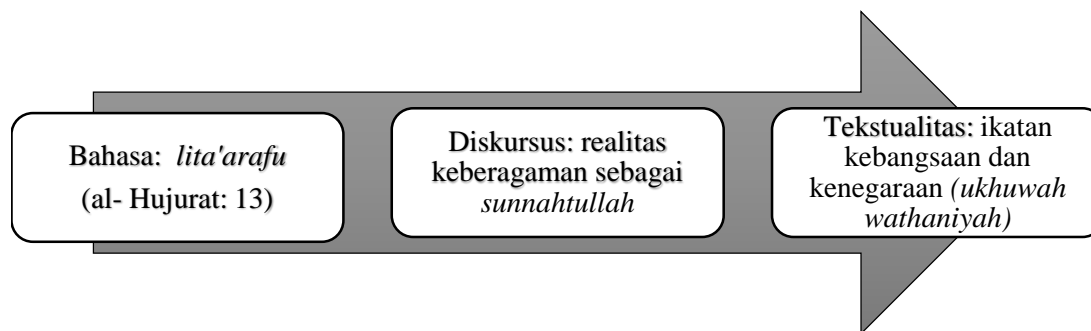 Bahasa: lita'arafu
(al- Hujurat: 13)
Diskursus: realitas
keberagaman sebagai
sunnahtullah
Tekstualitas: ikatan
kebangsaan dan
kenegaraan (ukhuwah
wathaniyah)